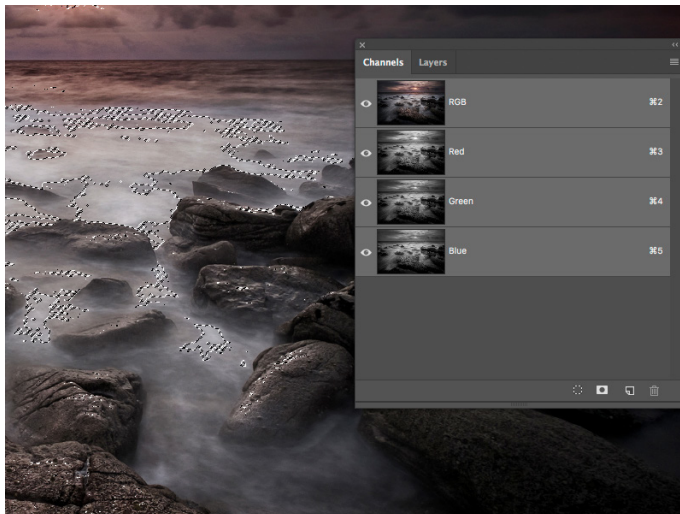 Channels Layers
RGB ⌘2
Red ⌘3
Green ⌘4
Blue ⌘5